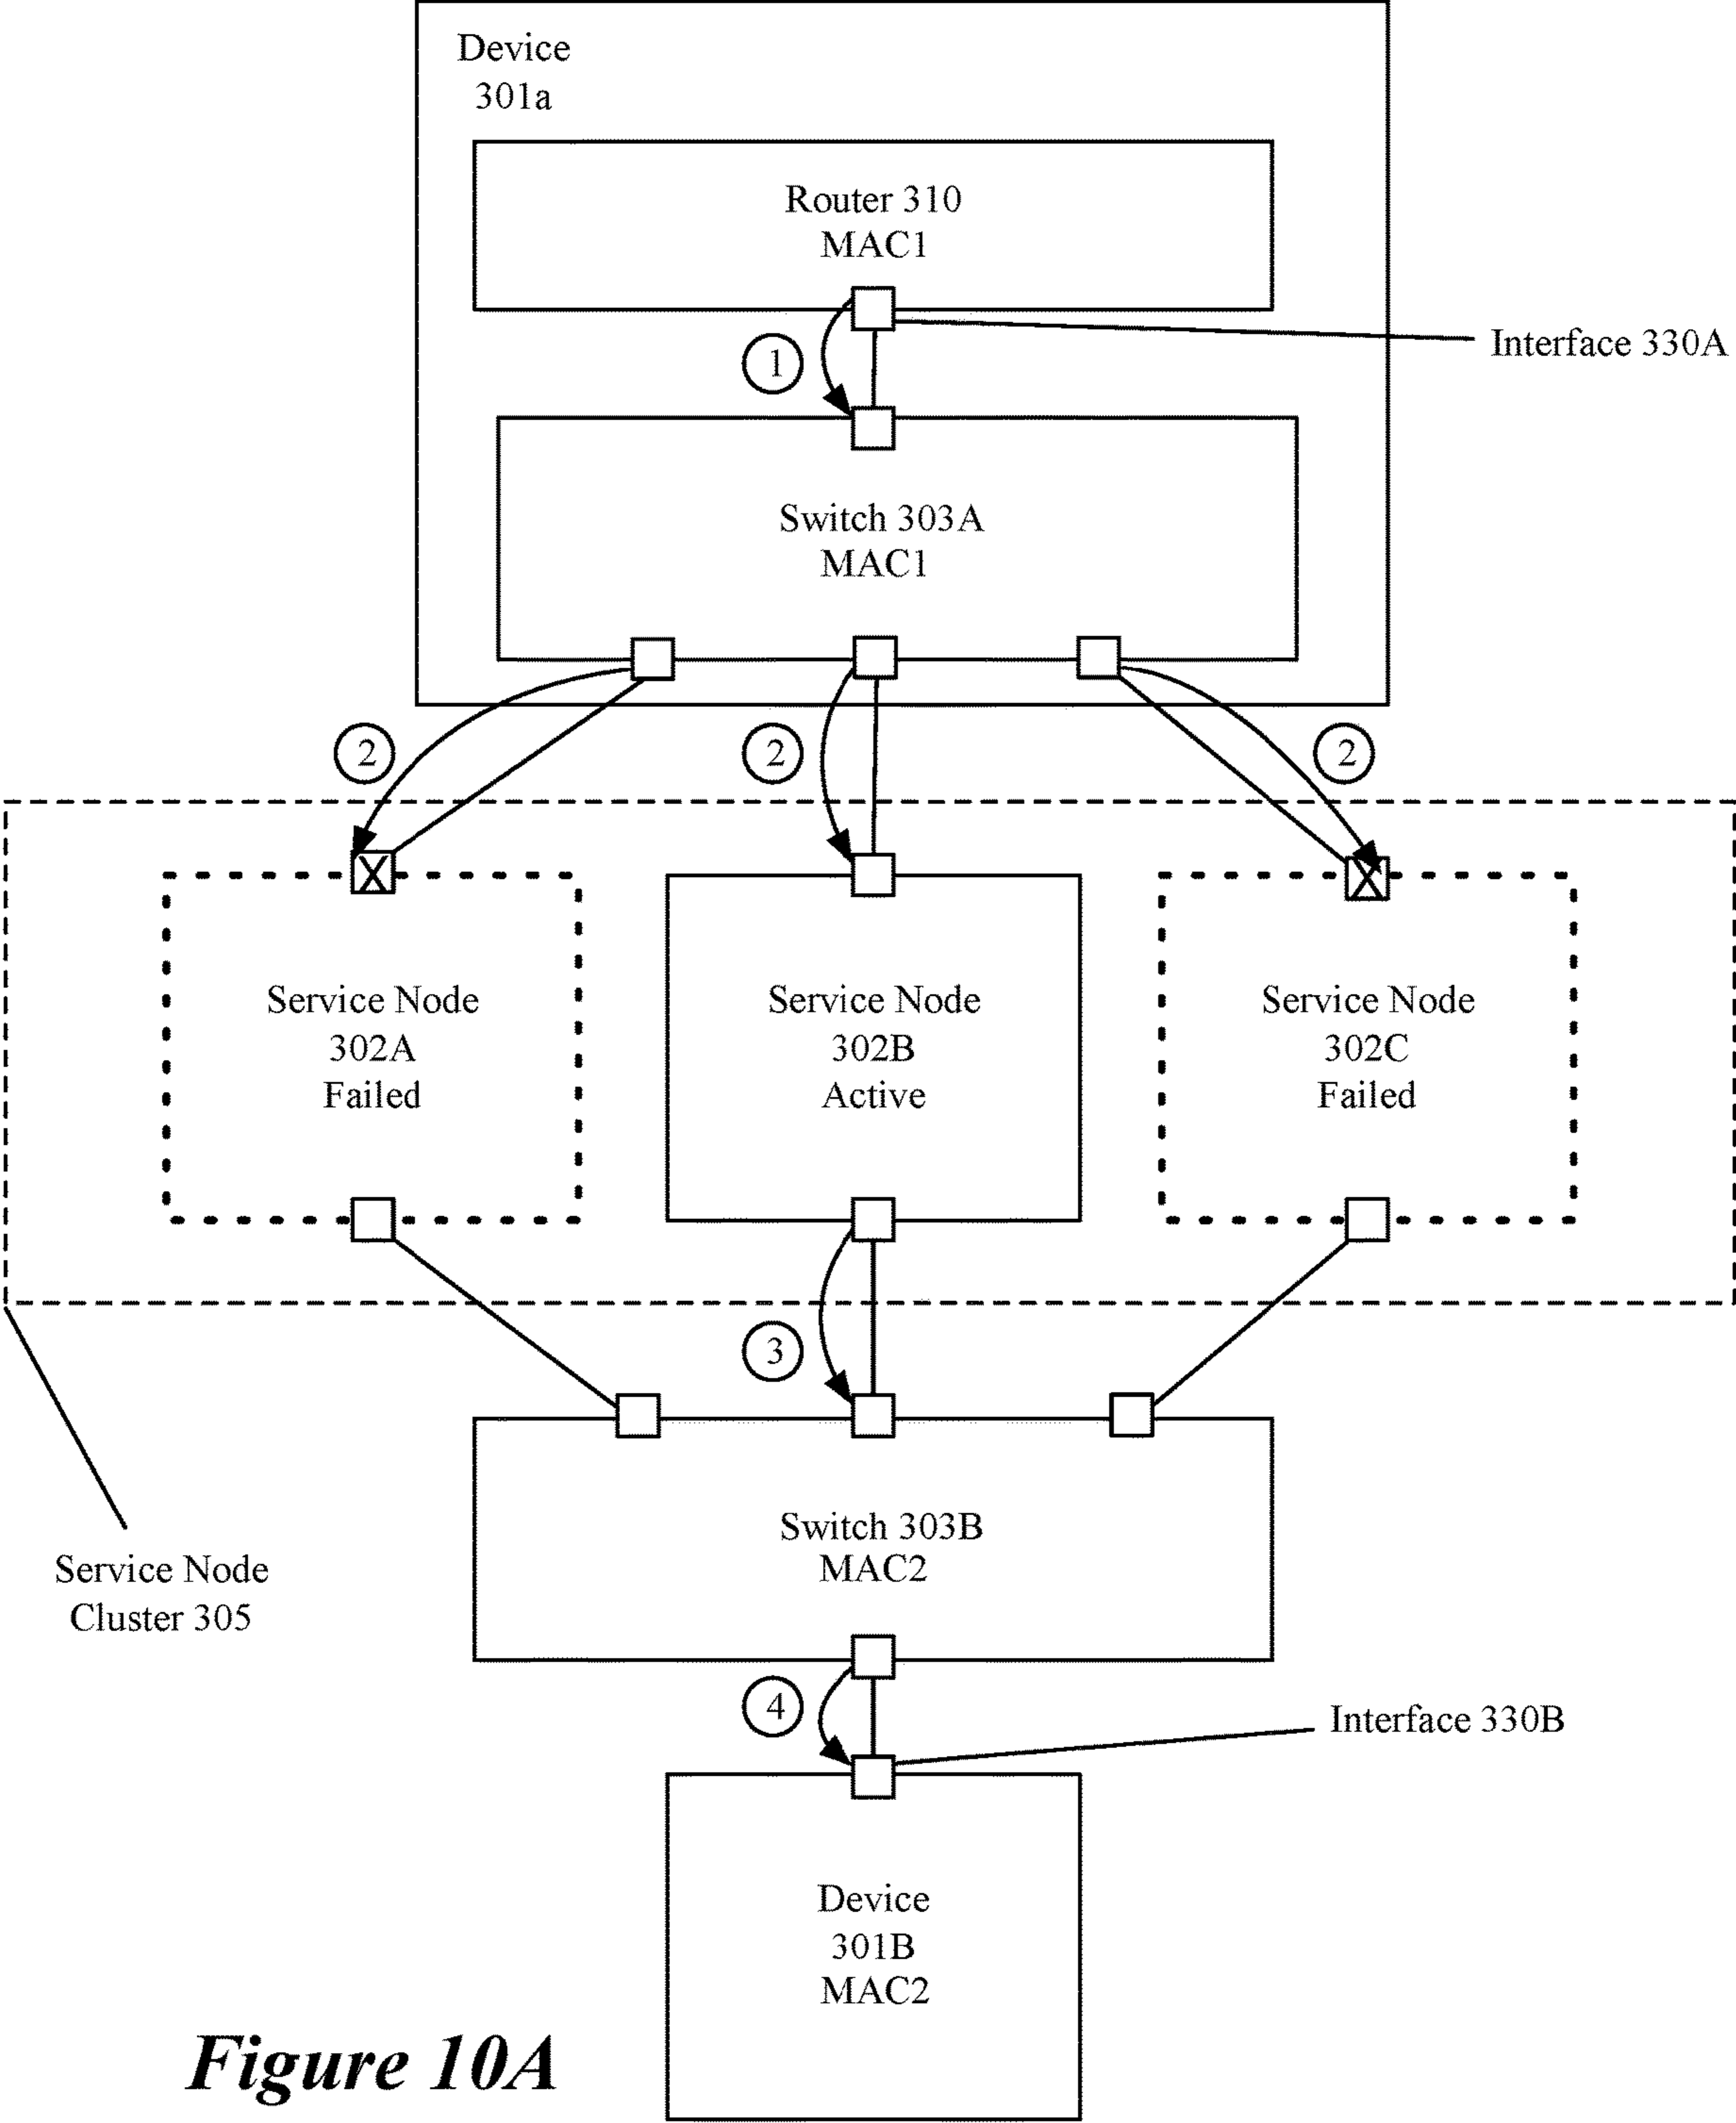 Device
301a
Router 310
MAC1
Interface 330A
1
Switch 303A
MAC1
2
2
2
X
X
Service Node
302A
Failed
Service Node
302B
Active
Service Node
302C
Failed
3
Switch 303B
MAC2
Service Node
Cluster 305
4
Interface 330B
Device
301B
MAC2
Figure 10A